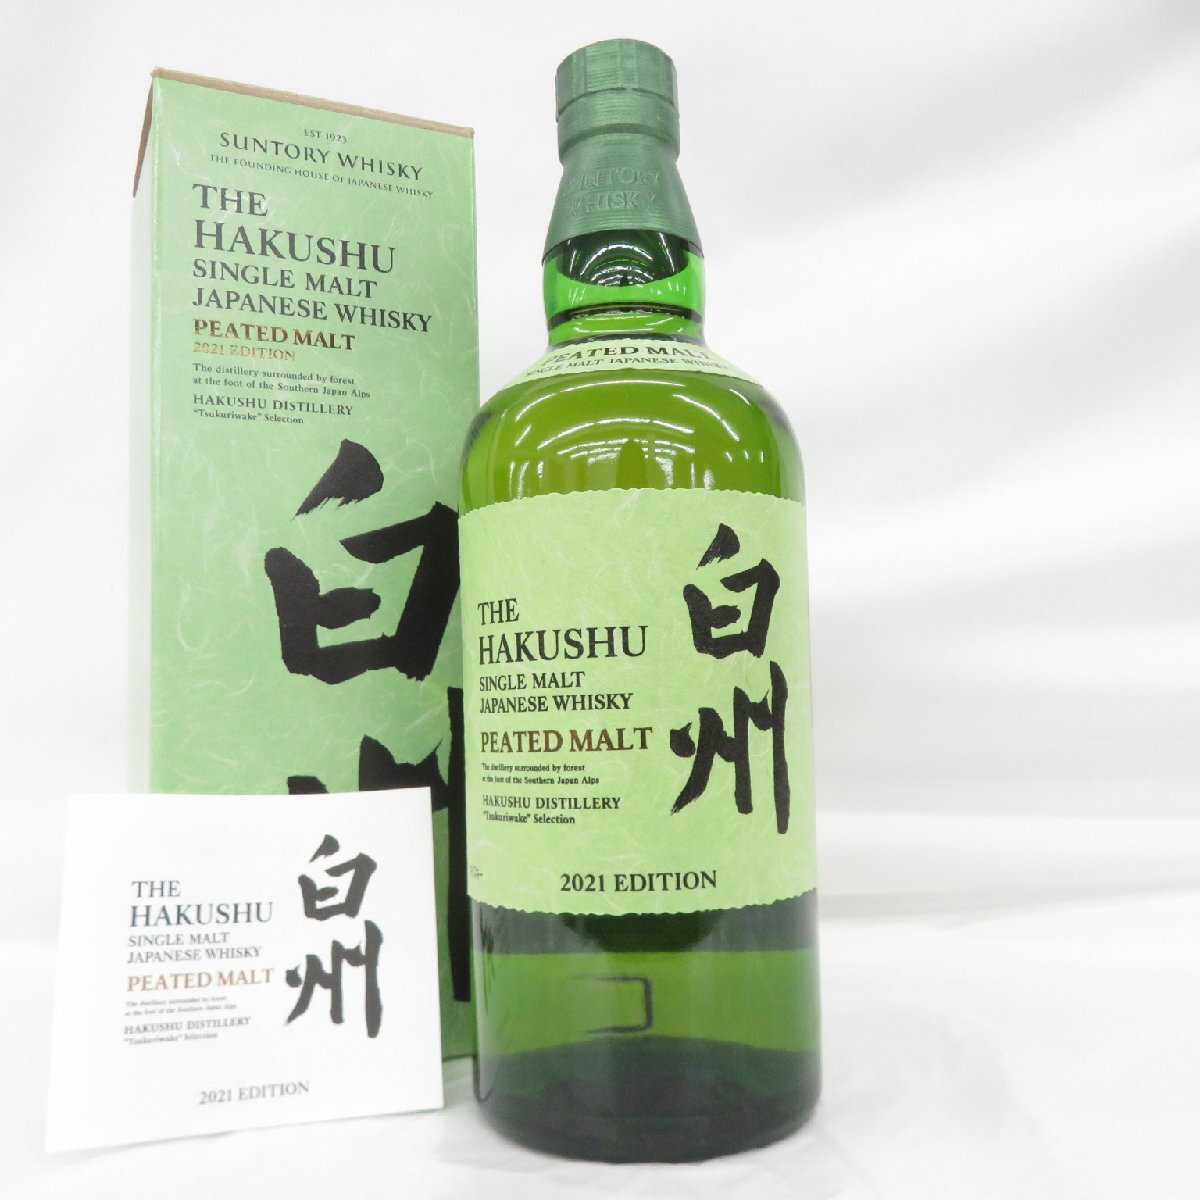 EST 1923
SUNTORY WHISKY
THE FOUNDING HOUSE OF JAPANESE WHISKY
THE
HAKUSHU
SINGLE MALT
JAPANESE WHISKY
PEATED MALT
2021 EDITION
The distillery surrounded by forest
at the foot of the Southern Japan Alps
HAKUSHU DISTILLERY
"Tsukuriwake" Selection
白州
SUNTORY
WHISKY
PEATED MALT
SINGLE MALT JAPANESE WHISKY
THE
HAKUSHU
SINGLE MALT
JAPANESE WHISKY
PEATED MALT
The distillery surrounded by forest
at the foot of the Southern Japan Alps
HAKUSHU DISTILLERY
"Tsukuriwake" Selection
白州
2021 EDITION
THE
HAKUSHU
SINGLE MALT
JAPANESE WHISKY
PEATED MALT
The distillery surrounded by forest
at the foot of the Southern Japan Alps
HAKUSHU DISTILLERY
"Tsukuriwake" Selection
白州
2021 EDITION